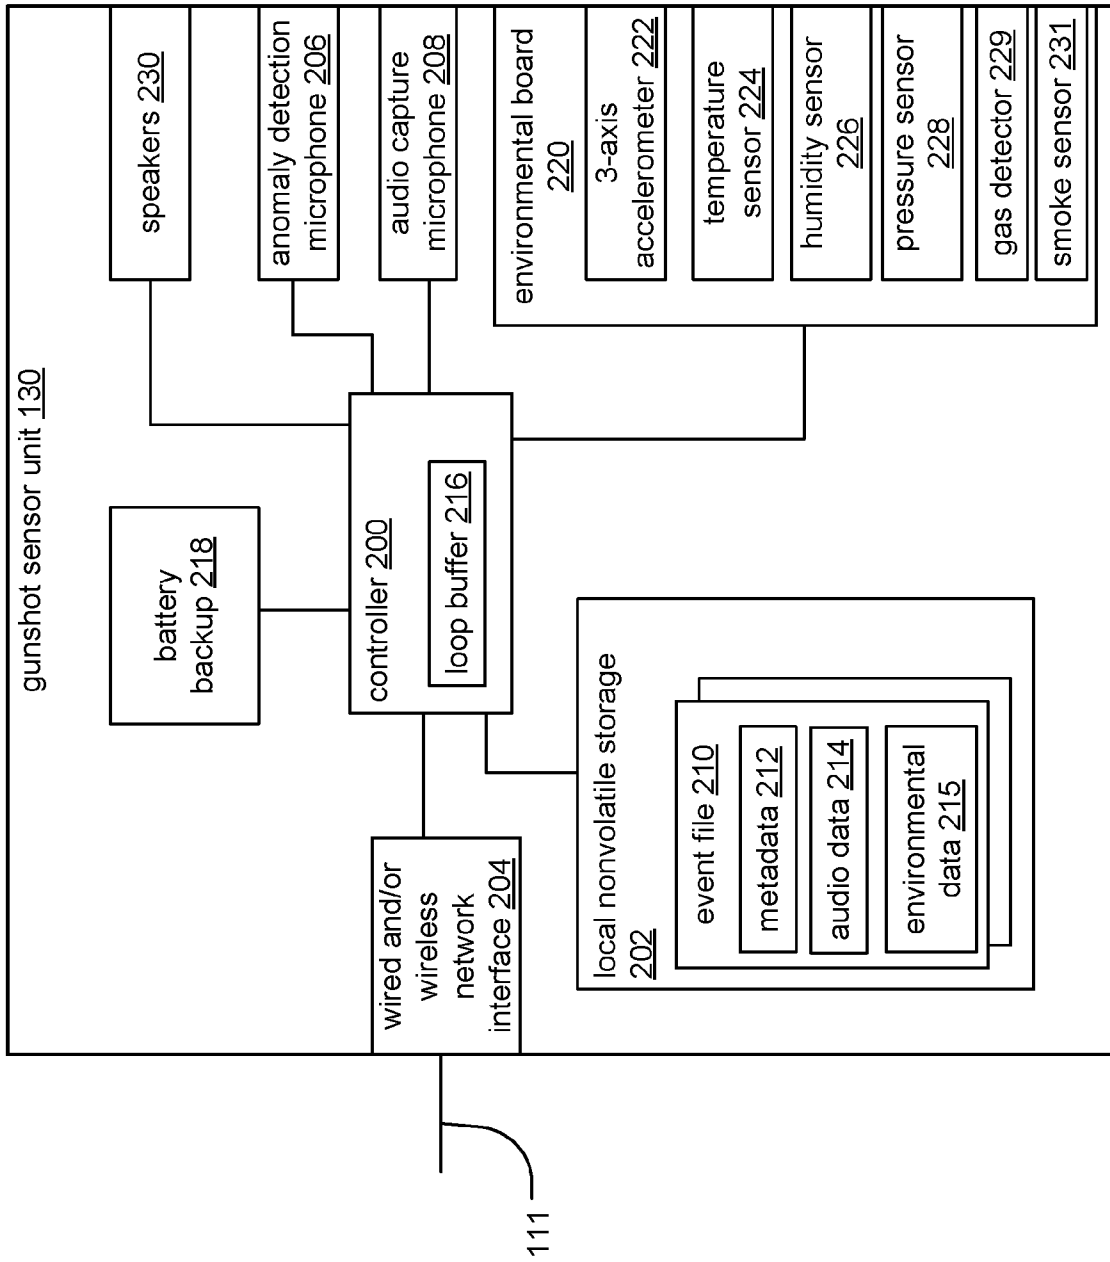 gunshot sensor unit 130
battery
backup 218
speakers 230
anomaly detection
microphone 206
audio capture
microphone 208
controller 200
loop buffer 216
wired and/or
wireless
network
interface 204
111
local nonvolatile storage
202
event file 210
metadata 212
audio data 214
environmental
data 215
environmental board
220
3-axis
accelerometer 222
temperature
sensor 224
humidity sensor
226
pressure sensor
228
gas detector 229
smoke sensor 231